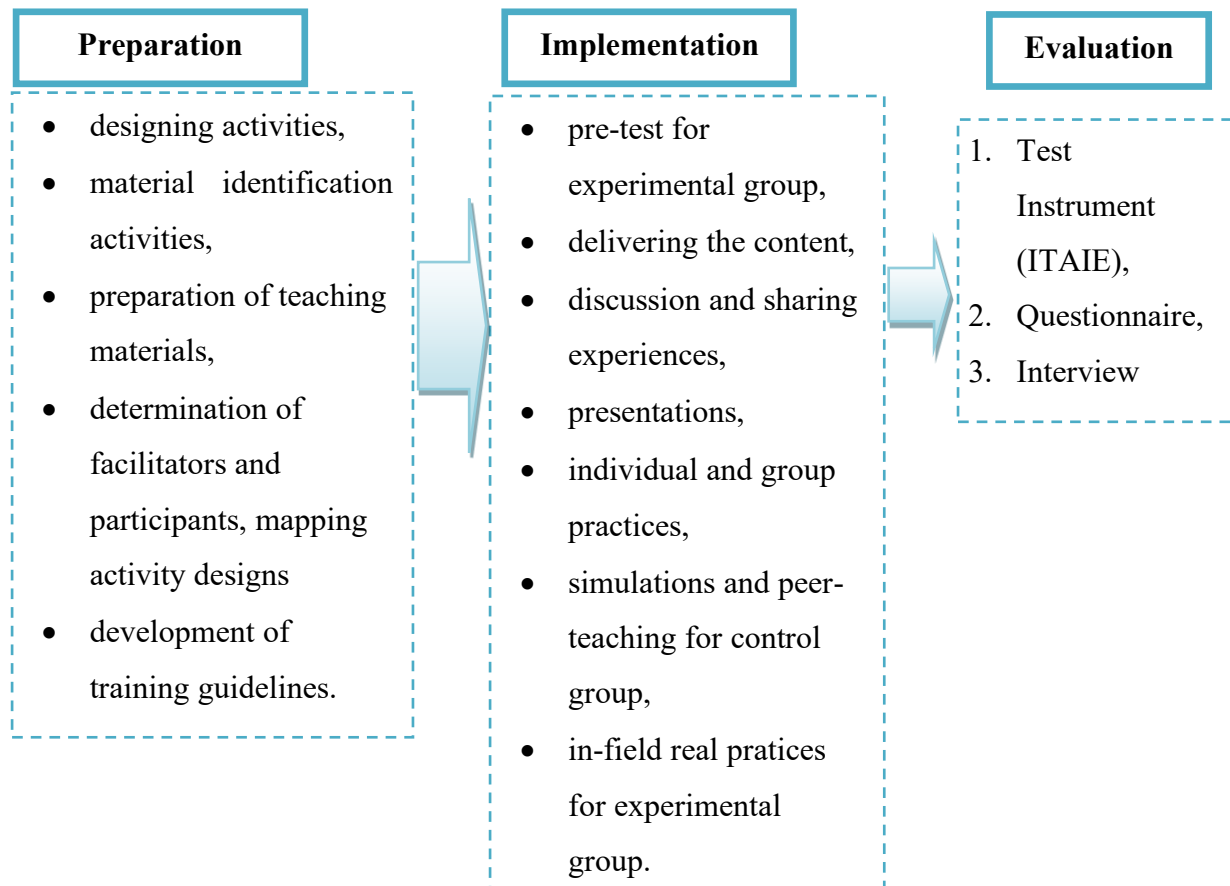 Preparation
• designing activities,
• material identification
activities,
• preparation of teaching
materials,
• determination of
facilitators and
participants, mapping
activity designs
• development of
training guidelines.
Implementation
• pre-test for
experimental group,
• delivering the content,
• discussion and sharing
experiences,
• presentations,
• individual and group
practices,
• simulations and peer-
teaching for control
group,
• in-field real pratices
for experimental
group.
Evaluation
1. Test
Instrument
(ITAIE),
2. Questionnaire,
3. Interview